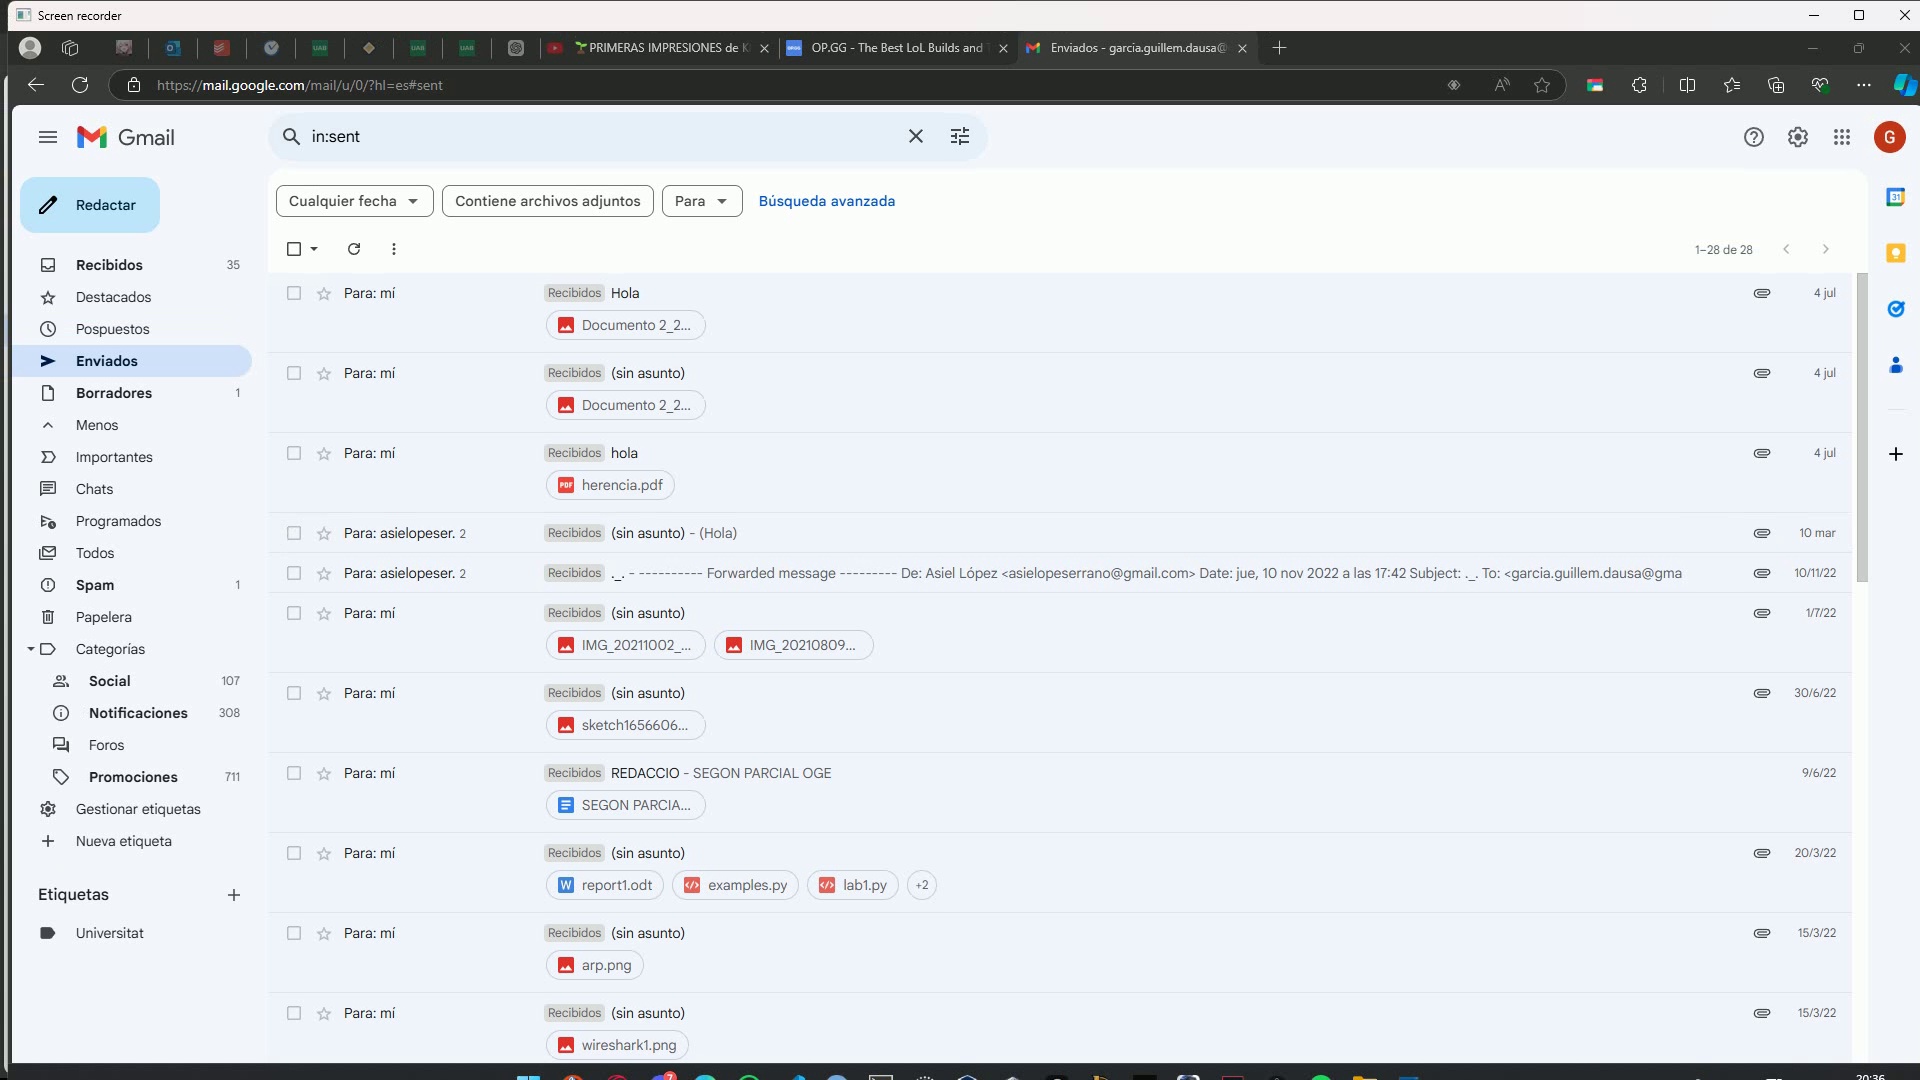 Screen recorder
PRIMERAS IMPRESIONES de K
OP.GG - The Best LoL Builds and
Enviados - garcia.guillem.dausa@
https://mail.google.com/mail/u/0/?hl=es#sent
Gmail
in:sent
G
Redactar
Cualquier fecha
Contiene archivos adjuntos
Para
Búsqueda avanzada
1–28 de 28
Recibidos 35
Destacados
Pospuestos
Enviados
Borradores 1
Menos
Importantes
Chats
Programados
Todos
Spam 1
Papelera
Categorías
Social 107
Notificaciones 308
Foros
Promociones 711
Gestionar etiquetas
Nueva etiqueta
Etiquetas
Universitat
Para: mí Recibidos Hola 4 jul
Documento 2_2...
Para: mí Recibidos (sin asunto) 4 jul
Documento 2_2...
Para: mí Recibidos hola 4 jul
PDF herencia.pdf
Para: asielopeser. 2 Recibidos (sin asunto) - (Hola) 10 mar
Para: asielopeser. 2 Recibidos ._. - ---------- Forwarded message --------- De: Asiel López <asielopeserrano@gmail.com> Date: jue, 10 nov 2022 a las 17:42 Subject: ._. To: <garcia.guillem.dausa@gma 10/11/22
Para: mí Recibidos (sin asunto) 1/7/22
IMG_20211002_... IMG_20210809...
Para: mí Recibidos (sin asunto) 30/6/22
sketch1656606...
Para: mí Recibidos REDACCIO - SEGON PARCIAL OGE 9/6/22
SEGON PARCIA...
Para: mí Recibidos (sin asunto) 20/3/22
W report1.odt examples.py lab1.py +2
Para: mí Recibidos (sin asunto) 15/3/22
arp.png
Para: mí Recibidos (sin asunto) 15/3/22
wireshark1.png
31
7
20:36